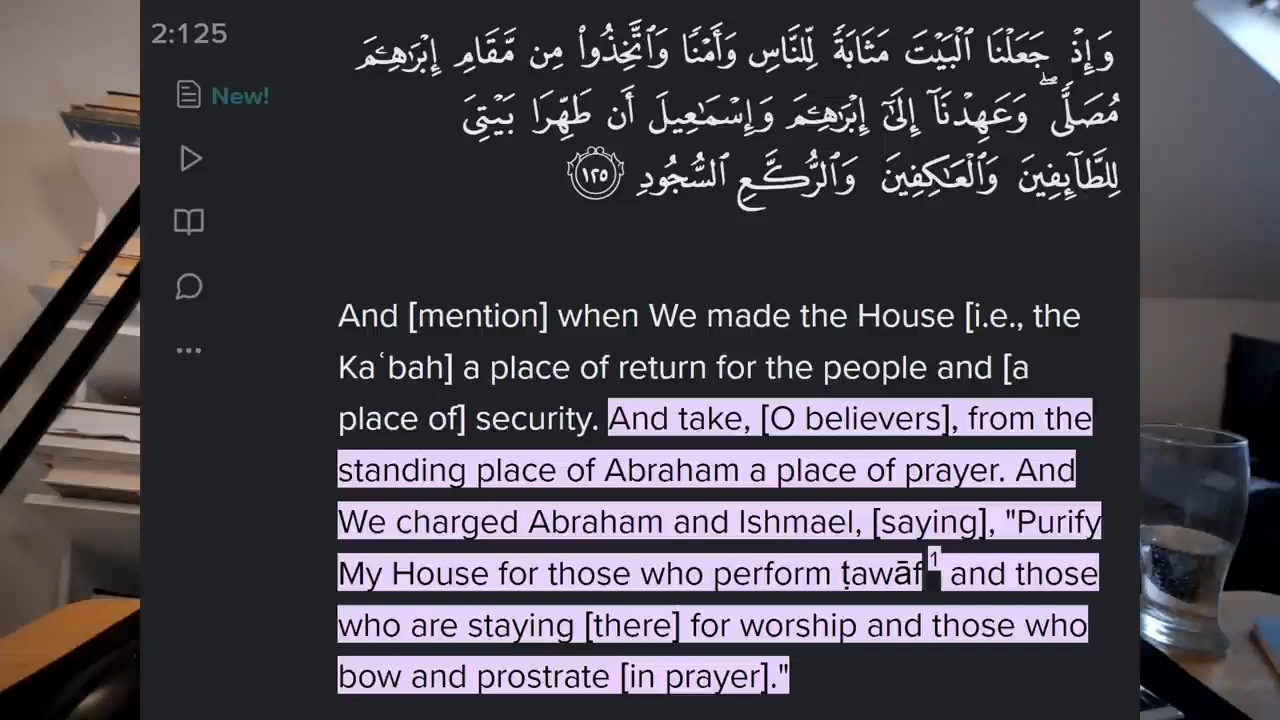 2:125
New!
وَإِذْ جَعَلْنَا ٱلْبَيْتَ مَثَابَةً لِّلنَّاسِ وَأَمْنًا وَٱتَّخِذُوا۟ مِن مَّقَامِ إِبْرَٰهِـۧمَ
مُصَلًّى ۖ وَعَهِدْنَآ إِلَىٰٓ إِبْرَٰهِـۧمَ وَإِسْمَـٰعِيلَ أَن طَهِّرَا بَيْتِىَ
لِلطَّآئِفِينَ وَٱلْعَـٰكِفِينَ وَٱلرُّكَّعِ ٱلسُّجُودِ ١٢٥
And [mention] when We made the House [i.e., the
Kaʿbah] a place of return for the people and [a
place of] security. And take, [O believers], from the
standing place of Abraham a place of prayer. And
We charged Abraham and Ishmael, [saying], "Purify
My House for those who perform ṭawāf1 and those
who are staying [there] for worship and those who
bow and prostrate [in prayer]."